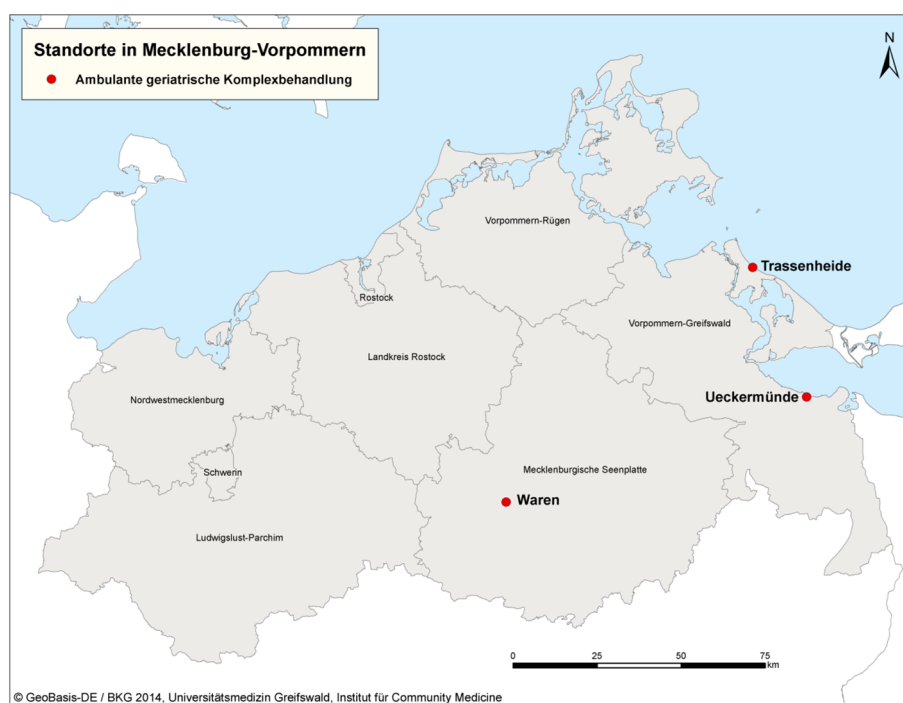 Standorte in Mecklenburg-Vorpommern
Ambulante geriatrische Komplexbehandlung
N
Vorpommern-Rügen
Trassenheide
Rostock
Vorpommern-Greifswald
Landkreis Rostock
Ueckermünde
Nordwestmecklenburg
Schwerin
Mecklenburgische Seenplatte
Waren
Ludwigslust-Parchim
0 25 50 75
km
© GeoBasis-DE / BKG 2014, Universitätsmedizin Greifswald, Institut für Community Medicine